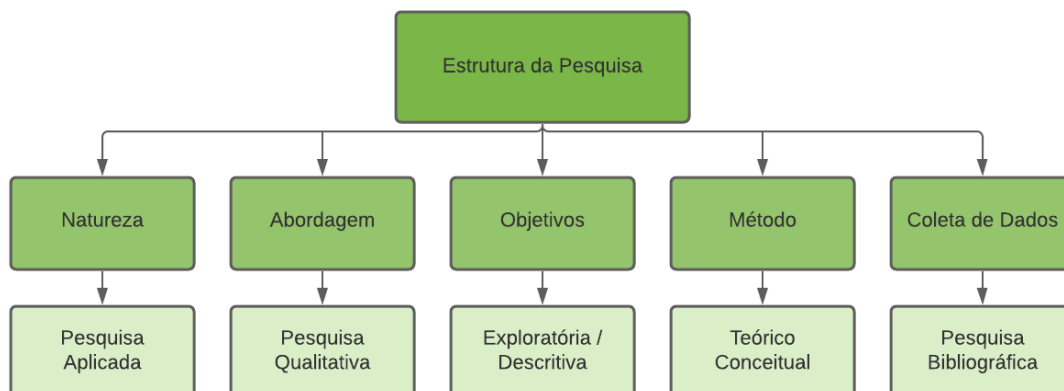 Estrutura da Pesquisa
Natureza
Abordagem
Objetivos
Método
Coleta de Dados
Pesquisa
Aplicada
Pesquisa
Qualitativa
Exploratória /
Descritiva
Teórico
Conceitual
Pesquisa
Bibliográfica